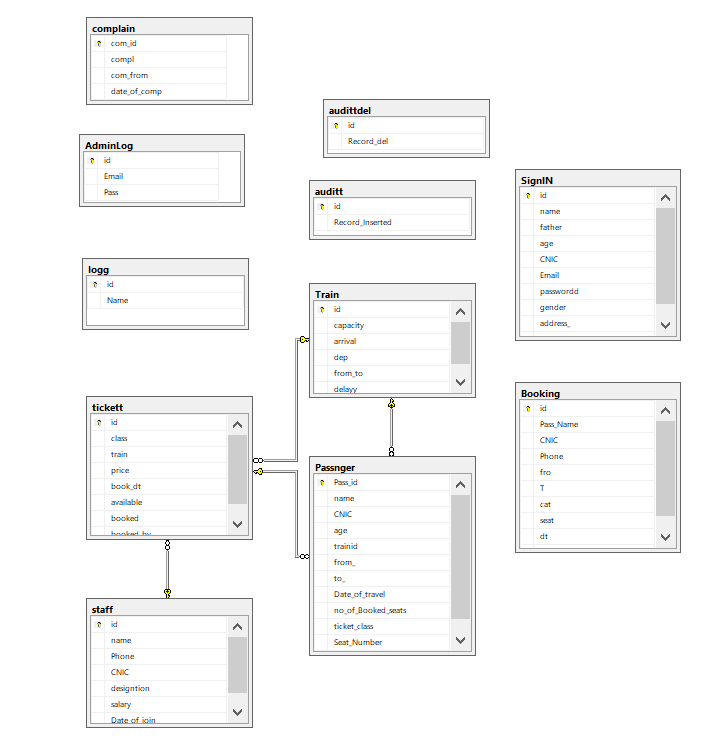 complain
com_id
compl
com_from
date_of_comp
audittdel
id
Record_del
AdminLog
id
Email
Pass
auditt
id
Record_Inserted
SignIN
id
name
father
age
CNIC
Email
passwordd
gender
address_
logg
id
Name
Train
id
capacity
arrival
dep
from_to
delayy
tickett
id
class
train
price
book_dt
available
booked
booked_by
Passnger
Pass_id
name
CNIC
age
trainid
from_
to_
Date_of_travel
no_of_Booked_seats
ticket_class
Seat_Number
Booking
id
Pass_Name
CNIC
Phone
fro
T
cat
seat
dt
staff
id
name
Phone
CNIC
designtion
salary
Date_of_join